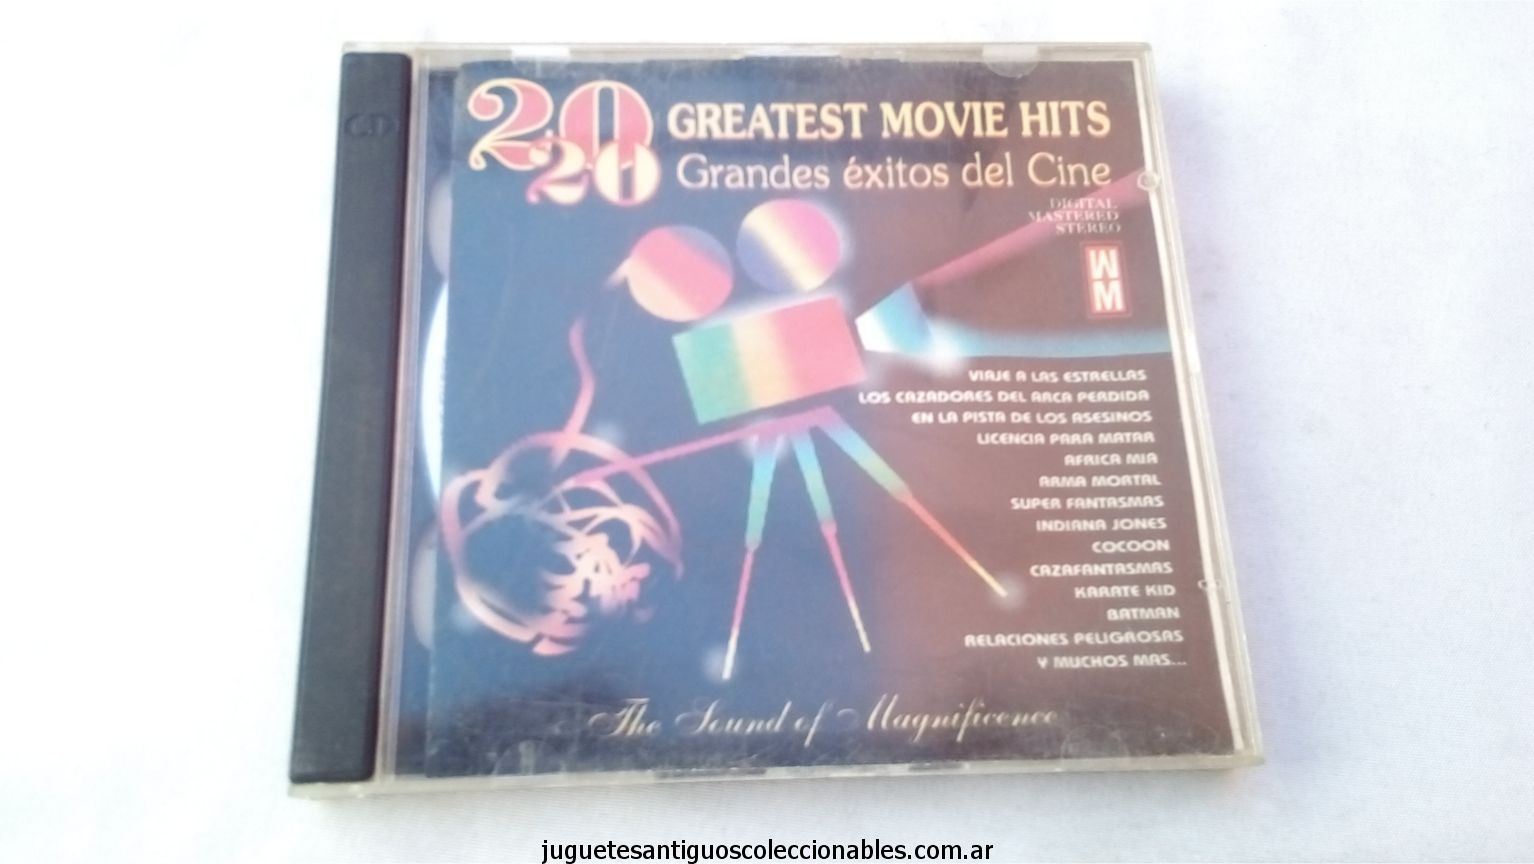 20 GREATEST MOVIE HITS
20 Grandes éxitos del Cine
DIGITAL
MASTERED
STEREO
WM
CD
VIAJE A LAS ESTRELLAS
LOS CAZADORES DEL ARCA PERDIDA
EN LA PISTA DE LOS ASESINOS
LICENCIA PARA MATAR
AFRICA MIA
ARMA MORTAL
SUPER FANTASMAS
INDIANA JONES
COCOON
CAZAFANTASMAS
KARATE KID
BATMAN
RELACIONES PELIGROSAS
Y MUCHOS MAS...
The Sound of Magnificence
juguetesantiguoscoleccionables.com.ar